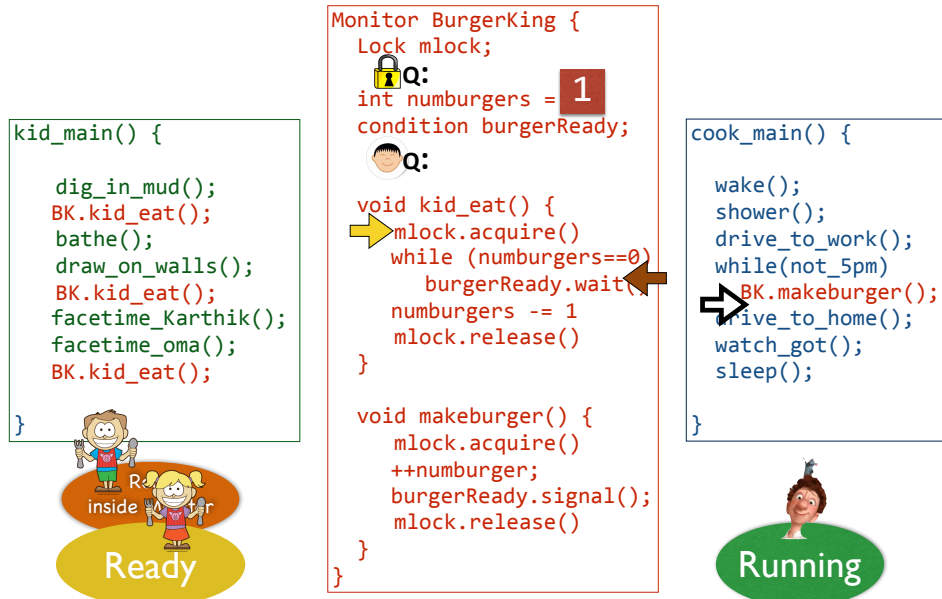 kid_main() {
dig_in_mud();
BK.kid_eat();
bathe();
draw_on_walls();
BK.kid_eat();
facetime_Karthik();
facetime_oma();
BK.kid_eat();
}
inside
Ready
Monitor BurgerKing {
Lock mlock;
Q:
int numburgers = 1
condition burgerReady;
Q:
void kid_eat() {
mlock.acquire()
while (numburgers==0)
burgerReady.wait()
numburgers -= 1
mlock.release()
}
void makeburger() {
mlock.acquire()
++numburger;
burgerReady.signal();
mlock.release()
}
}
cook_main() {
wake();
shower();
drive_to_work();
while(not_5pm)
BK.makeburger();
drive_to_home();
watch_got();
sleep();
}
Running